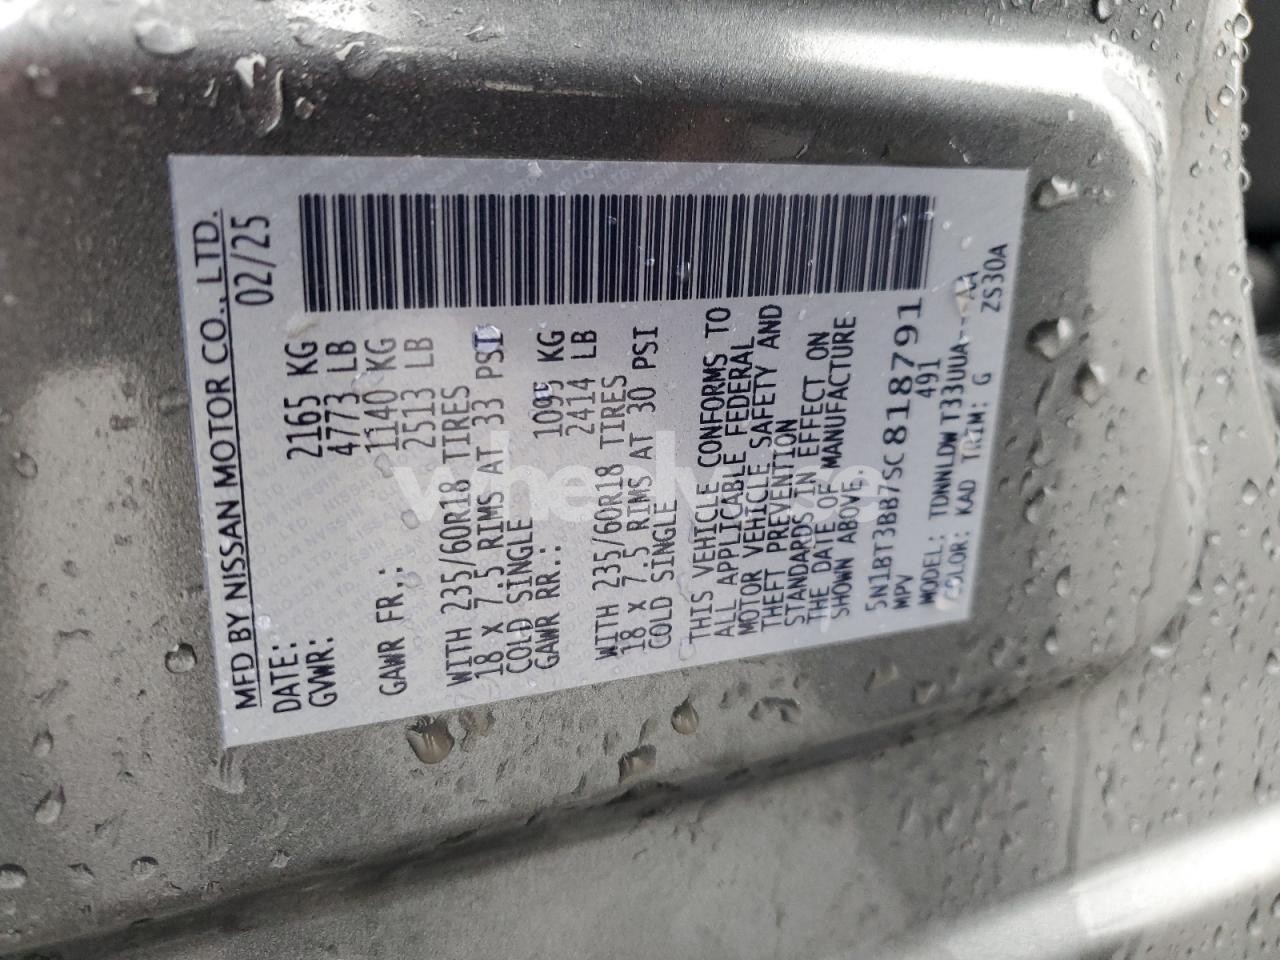 MFD BY NISSAN MOTOR CO., LTD.
DATE: 02/25
GVWR: 2165 KG
4773 LB
GAWR FR.: 1140 KG
2513 LB
WITH 235/60R18 TIRES
18 X 7.5 RIMS AT 33 PSI
COLD SINGLE
GAWR RR.: 1095 KG
2414 LB
WITH 235/60R18 TIRES
18 X 7.5 RIMS AT 30 PSI
COLD SINGLE
THIS VEHICLE CONFORMS TO
ALL APPLICABLE FEDERAL
MOTOR VEHICLE SAFETY AND
THEFT PREVENTION
STANDARDS IN EFFECT ON
THE DATE OF MANUFACTURE
SHOWN ABOVE.
5N1BT3BB7SC818791
MPV 491
MODEL: TDNNLDWT33UUA---AA
COLOR: KAD TRIM: G ZS30A